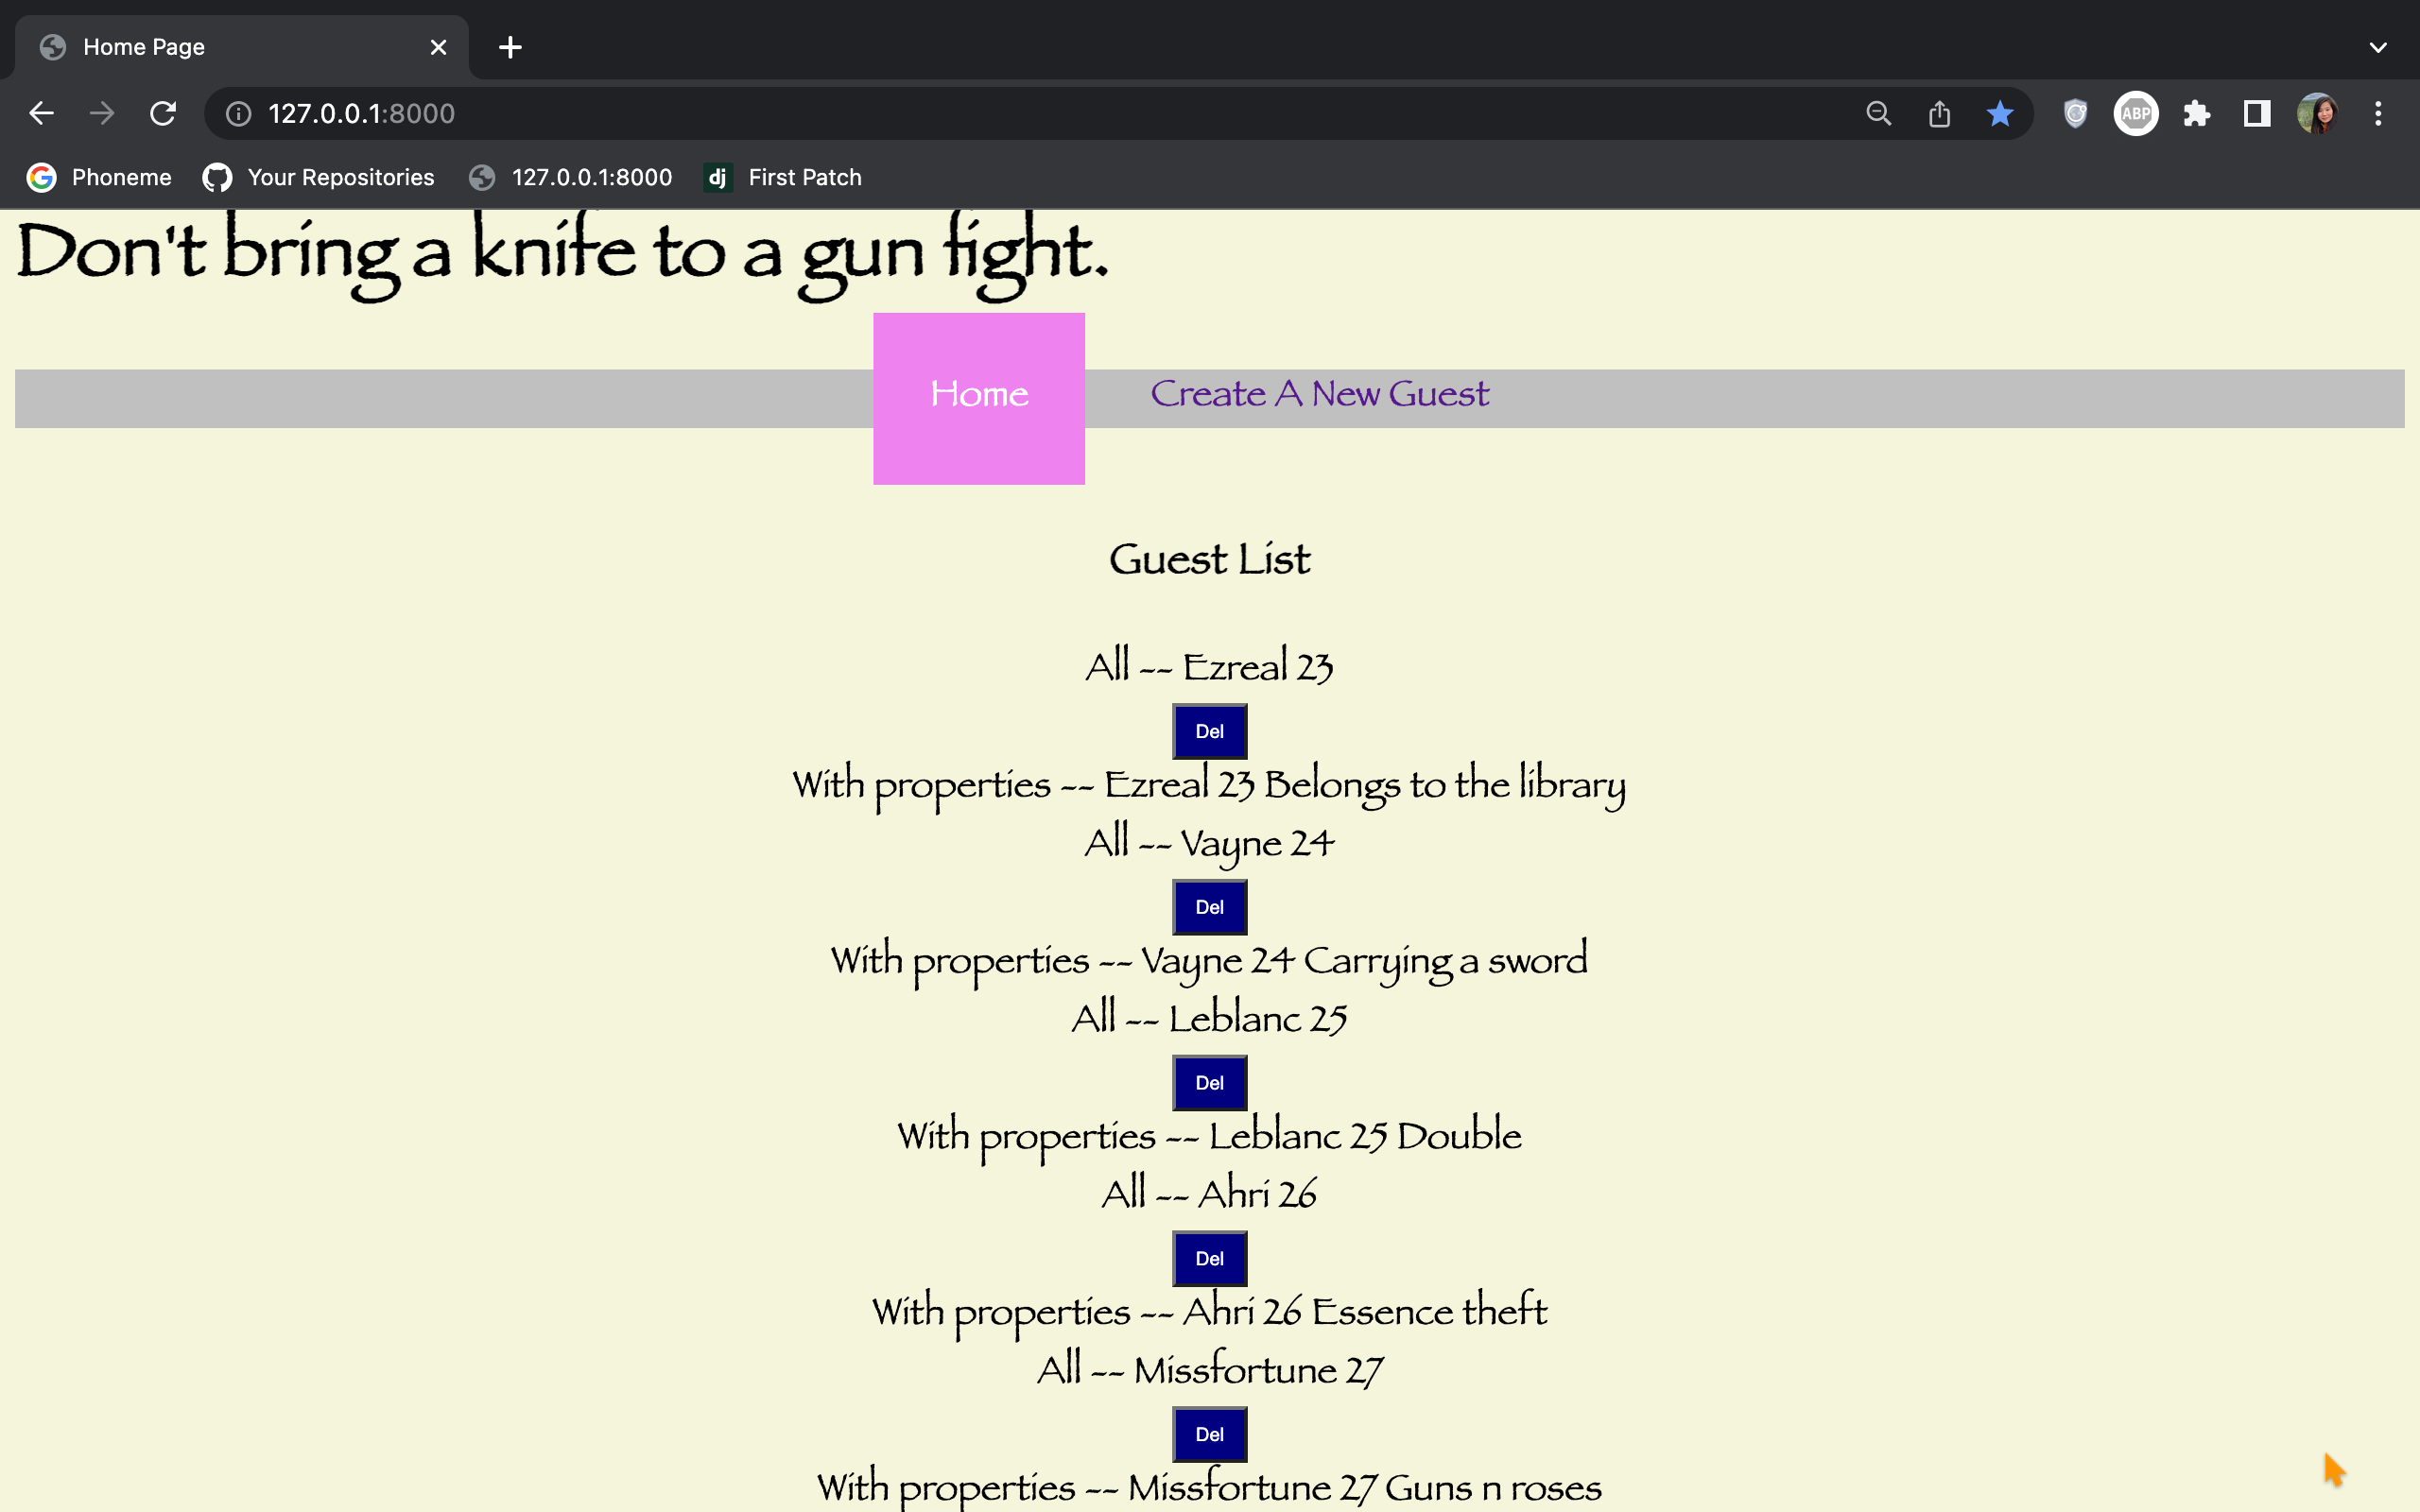 Home Page
127.0.0.1:8000
ABP
Phoneme Your Repositories 127.0.0.1:8000 dj First Patch
Don't bring a knife to a gun fight.
Home Create A New Guest
Guest List
All -- Ezreal 23
Del
With properties -- Ezreal 23 Belongs to the library
All -- Vayne 24
Del
With properties -- Vayne 24 Carrying a sword
All -- Leblanc 25
Del
With properties -- Leblanc 25 Double
All -- Ahri 26
Del
With properties -- Ahri 26 Essence theft
All -- Missfortune 27
Del
With properties -- Missfortune 27 Guns n roses